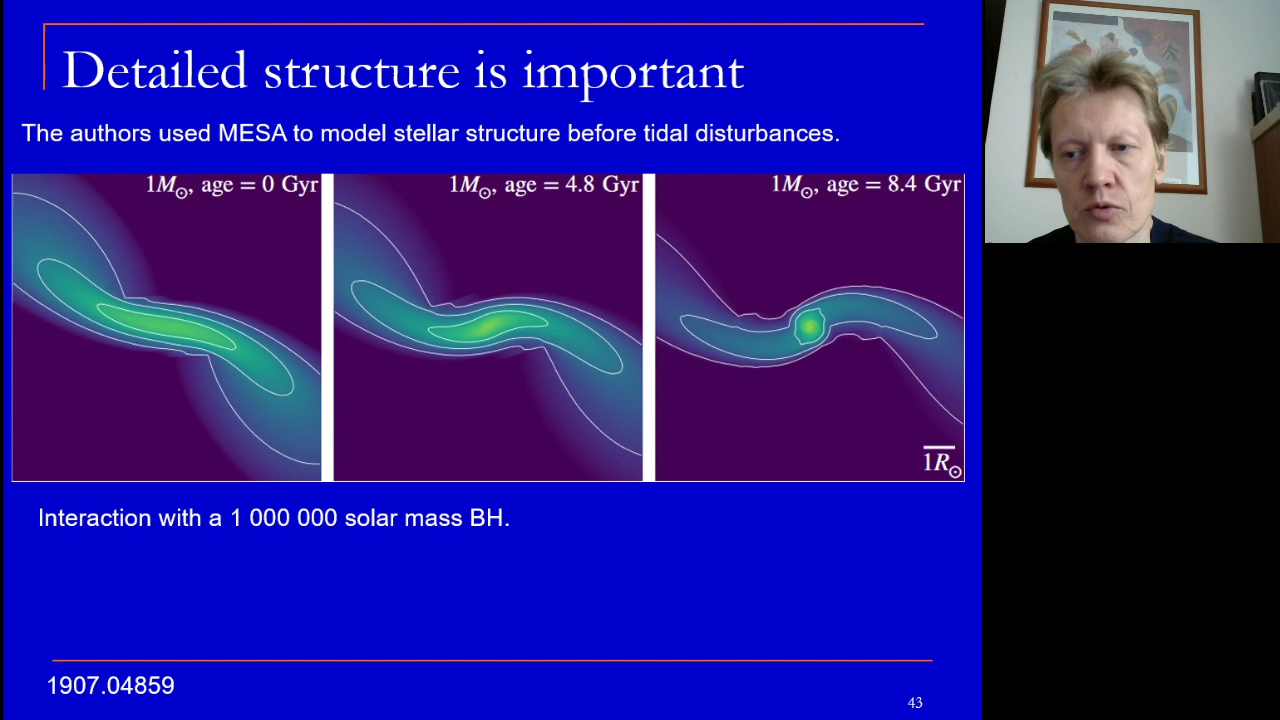 Detailed structure is important
The authors used MESA to model stellar structure before tidal disturbances.
1M⊙, age = 0 Gyr
1M⊙, age = 4.8 Gyr
1M⊙, age = 8.4 Gyr
1R⊙
Interaction with a 1 000 000 solar mass BH.
1907.04859
43